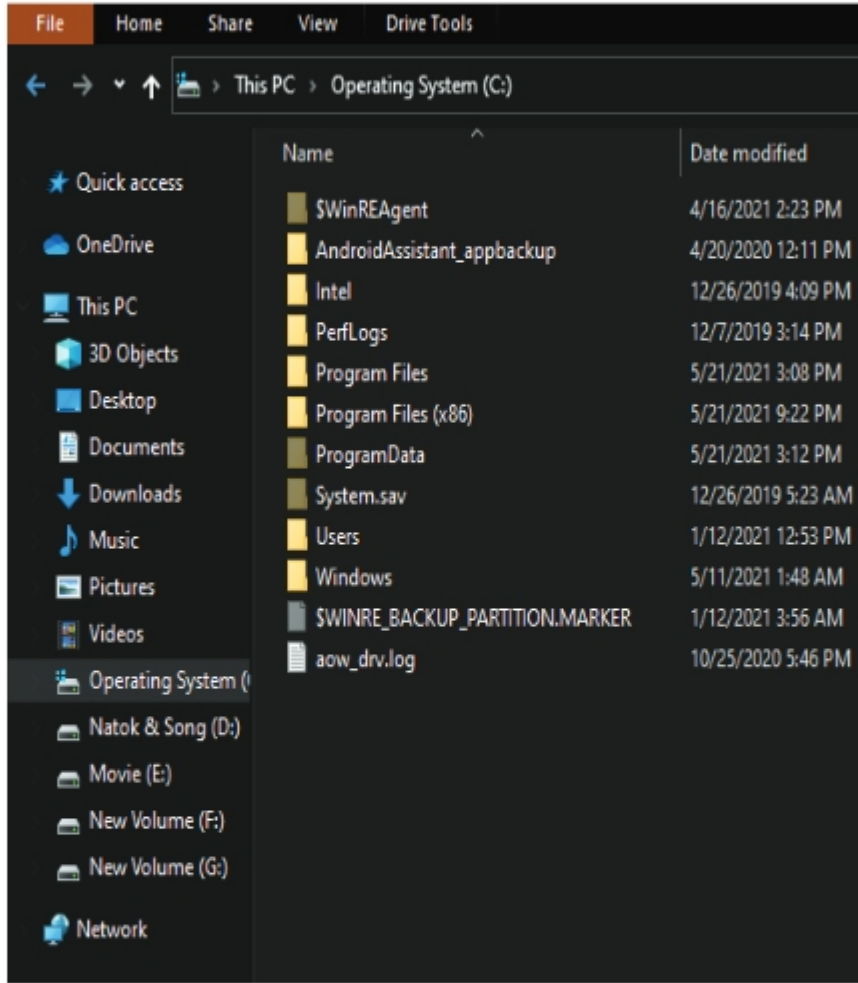 File Home Share View Drive Tools
This PC > Operating System (C:)
Name Date modified
Quick access
OneDrive
This PC
3D Objects
Desktop
Documents
Downloads
Music
Pictures
Videos
Operating System (
Natok & Song (D:)
Movie (E:)
New Volume (F:)
New Volume (G:)
Network
$WinREAgent 4/16/2021 2:23 PM
AndroidAssistant_appbackup 4/20/2020 12:11 PM
Intel 12/26/2019 4:09 PM
PerfLogs 12/7/2019 3:14 PM
Program Files 5/21/2021 3:08 PM
Program Files (x86) 5/21/2021 9:22 PM
ProgramData 5/21/2021 3:12 PM
System.sav 12/26/2019 5:23 AM
Users 1/12/2021 12:53 PM
Windows 5/11/2021 1:48 AM
$WINRE_BACKUP_PARTITION.MARKER 1/12/2021 3:56 AM
aow_drv.log 10/25/2020 5:46 PM